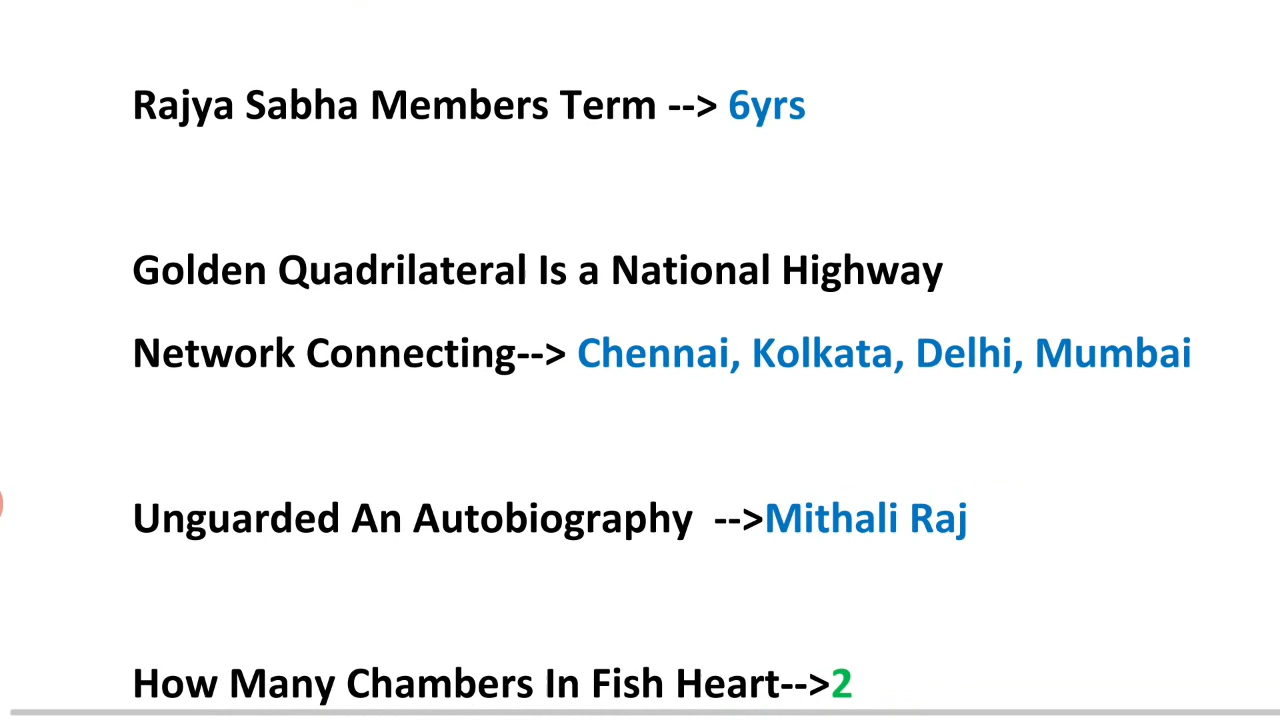 Rajya Sabha Members Term --> 6yrs
Golden Quadrilateral Is a National Highway
Network Connecting--> Chennai, Kolkata, Delhi, Mumbai
Unguarded An Autobiography -->Mithali Raj
How Many Chambers In Fish Heart-->2